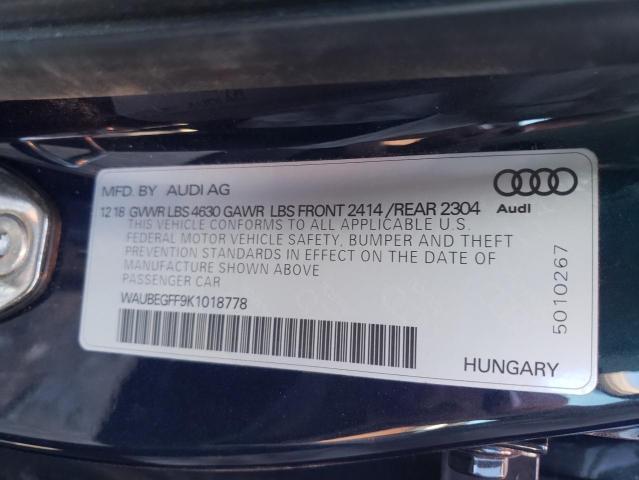 MFD. BY AUDI AG
12 18 GVWR LBS 4630 GAWR LBS FRONT 2414 /REAR 2304
THIS VEHICLE CONFORMS TO ALL APPLICABLE U.S.
FEDERAL MOTOR VEHICLE SAFETY, BUMPER AND THEFT
PREVENTION STANDARDS IN EFFECT ON THE DATE OF
MANUFACTURE SHOWN ABOVE
PASSENGER CAR
WAUBEGFF9K1018778
Audi
5010267
HUNGARY